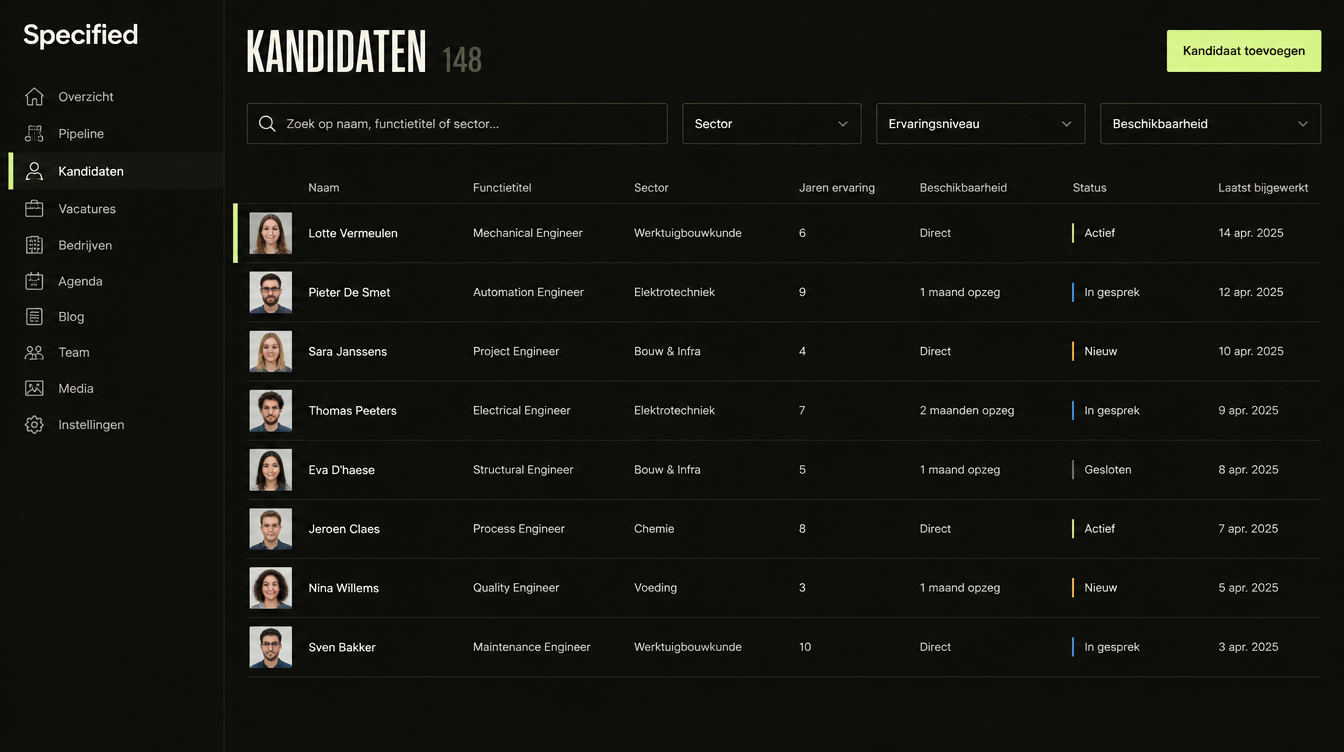 Specified
Overzicht
Pipeline
Kandidaten
Vacatures
Bedrijven
Agenda
Blog
Team
Media
Instellingen
KANDIDATEN 148
Kandidaat toevoegen
Zoek op naam, functietitel of sector...
Sector
Ervaringsniveau
Beschikbaarheid
Naam Functietitel Sector Jaren ervaring Beschikbaarheid Status Laatst bijgewerkt
Lotte Vermeulen Mechanical Engineer Werktuigbouwkunde 6 Direct Actief 14 apr. 2025
Pieter De Smet Automation Engineer Elektrotechniek 9 1 maand opzeg In gesprek 12 apr. 2025
Sara Janssens Project Engineer Bouw & Infra 4 Direct Nieuw 10 apr. 2025
Thomas Peeters Electrical Engineer Elektrotechniek 7 2 maanden opzeg In gesprek 9 apr. 2025
Eva D'haese Structural Engineer Bouw & Infra 5 1 maand opzeg Gesloten 8 apr. 2025
Jeroen Claes Process Engineer Chemie 8 Direct Actief 7 apr. 2025
Nina Willems Quality Engineer Voeding 3 1 maand opzeg Nieuw 5 apr. 2025
Sven Bakker Maintenance Engineer Werktuigbouwkunde 10 Direct In gesprek 3 apr. 2025